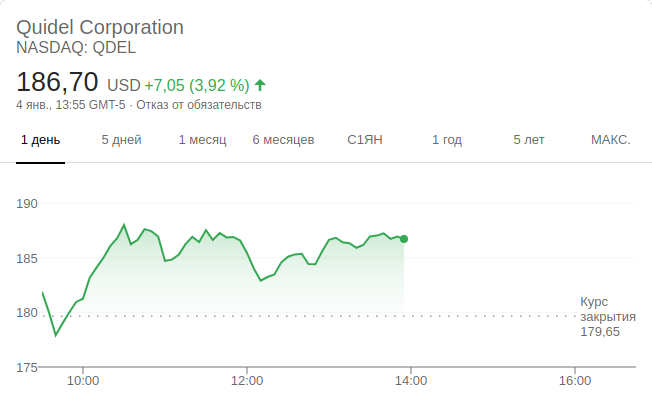 Quidel Corporation
NASDAQ: QDEL
186,70 USD +7,05 (3,92 %)
4 янв., 13:55 GMT-5 · Отказ от обязательств
1 день 5 дней 1 месяц 6 месяцев С1ЯН 1 год 5 лет МАКС.
190
185
180
175
Курс
закрытия
179,65
10:00 12:00 14:00 16:00